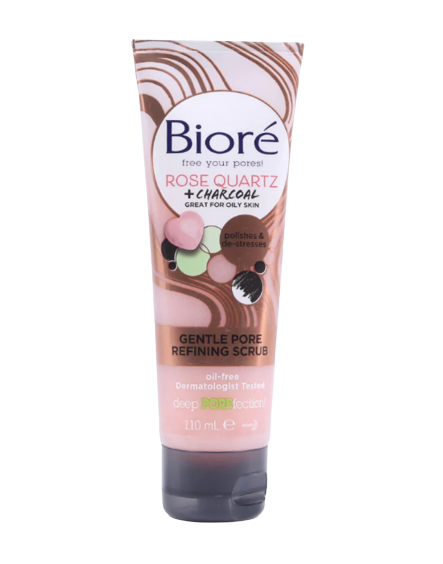 Bioré
free your pores!
ROSE QUARTZ
+ CHARCOAL
GREAT FOR OILY SKIN
polishes &
de-stresses
GENTLE PORE
REFINING SCRUB
oil-free
Dermatologist Tested
deep POREfection!
110 mL ℮